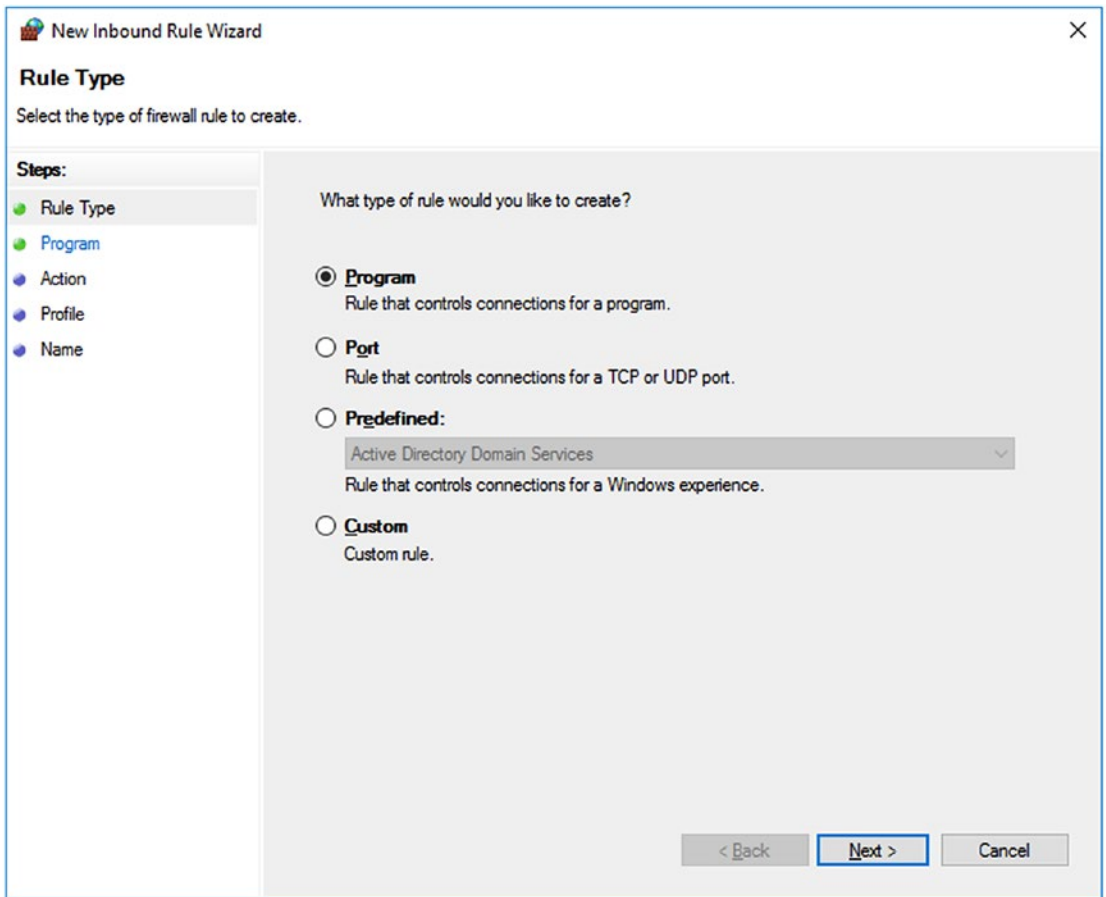 New Inbound Rule Wizard
Rule Type
Select the type of firewall rule to create.
Steps:
Rule Type
Program
Action
Profile
Name
What type of rule would you like to create?
Program
Rule that controls connections for a program.
Port
Rule that controls connections for a TCP or UDP port.
Predefined:
Active Directory Domain Services
Rule that controls connections for a Windows experience.
Custom
Custom rule.
< Back
Next >
Cancel